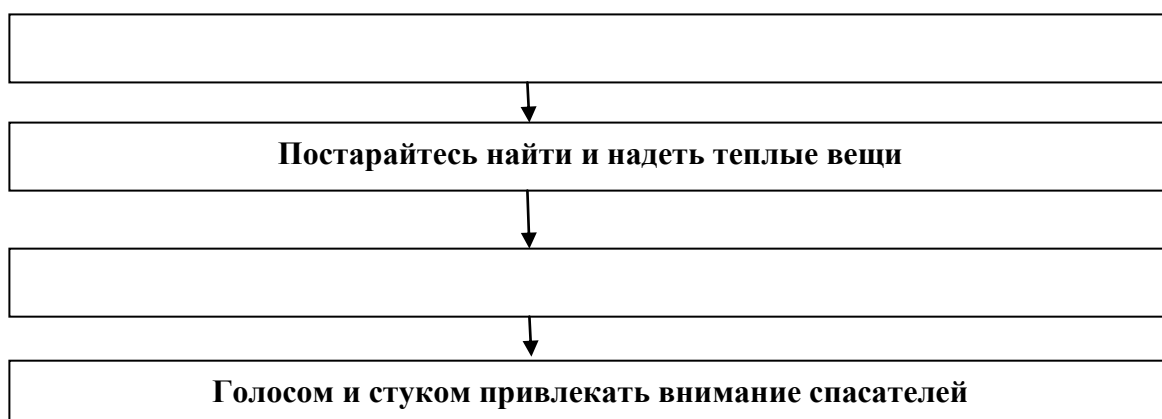 Постарайтесь найти и надеть теплые вещи
Голосом и стуком привлекать внимание спасателей